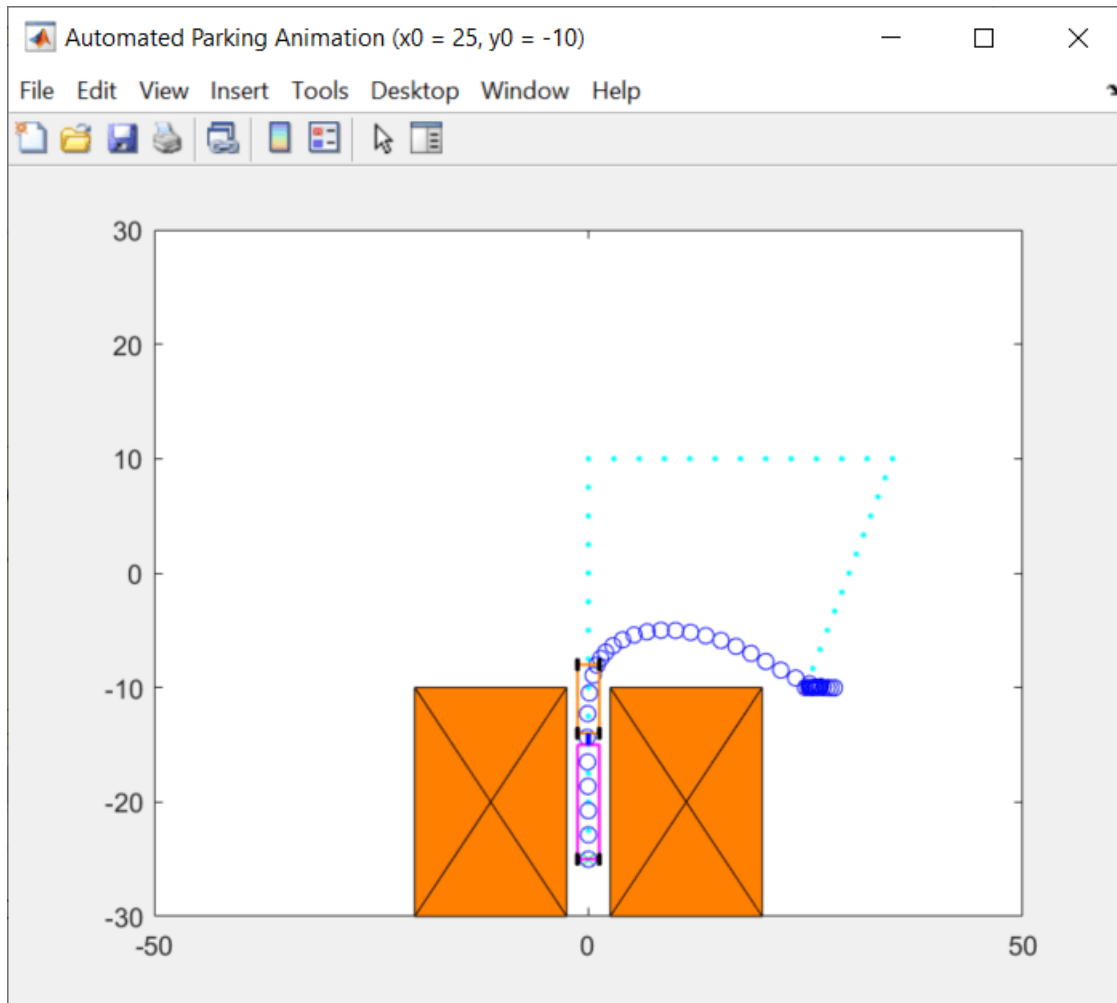 Automated Parking Animation (x0 = 25, y0 = -10)
File Edit View Insert Tools Desktop Window Help
30
20
10
0
-10
-20
-30
-50 0 50